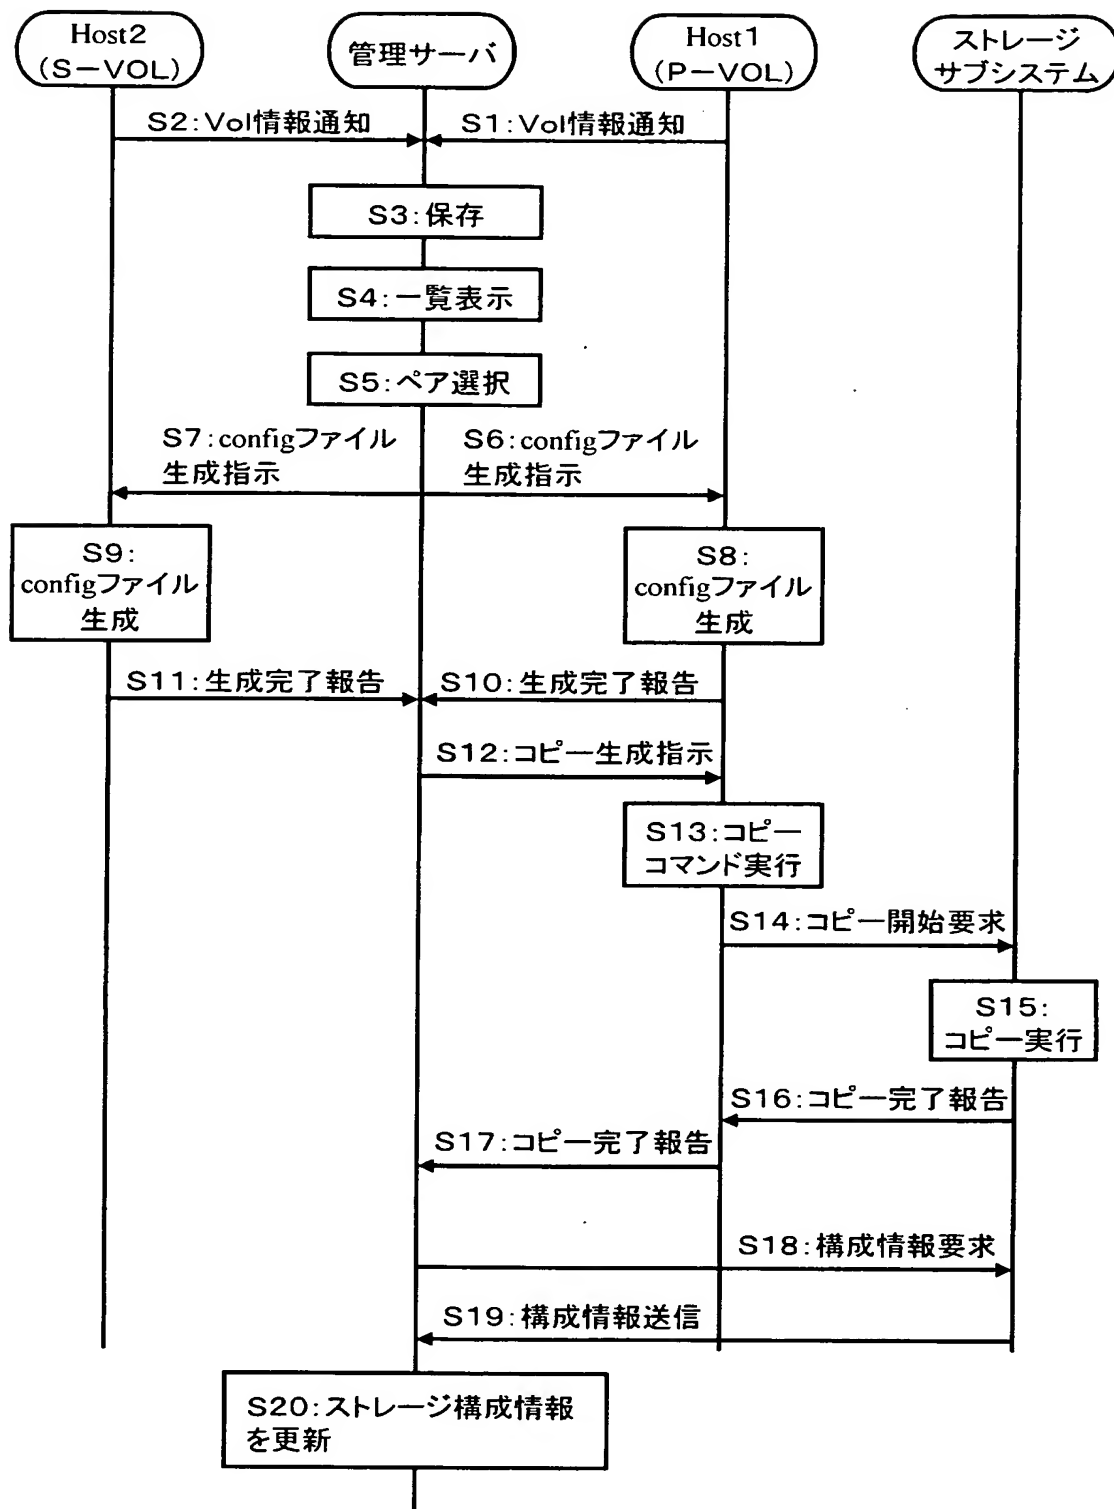 Host2
(S-VOL)
管理サーバ
Host1
(P-VOL)
ストレージ
サブシステム
S2:Vol情報通知
S1:Vol情報通知
S3:保存
S4:一覧表示
S5:ペア選択
S7:configファイル
生成指示
S6:configファイル
生成指示
S9:
configファイル
生成
S8:
configファイル
生成
S11:生成完了報告
S10:生成完了報告
S12:コピー生成指示
S13:コピー
コマンド実行
S14:コピー開始要求
S15:
コピー実行
S16:コピー完了報告
S17:コピー完了報告
S18:構成情報要求
S19:構成情報送信
S20:ストレージ構成情報
を更新